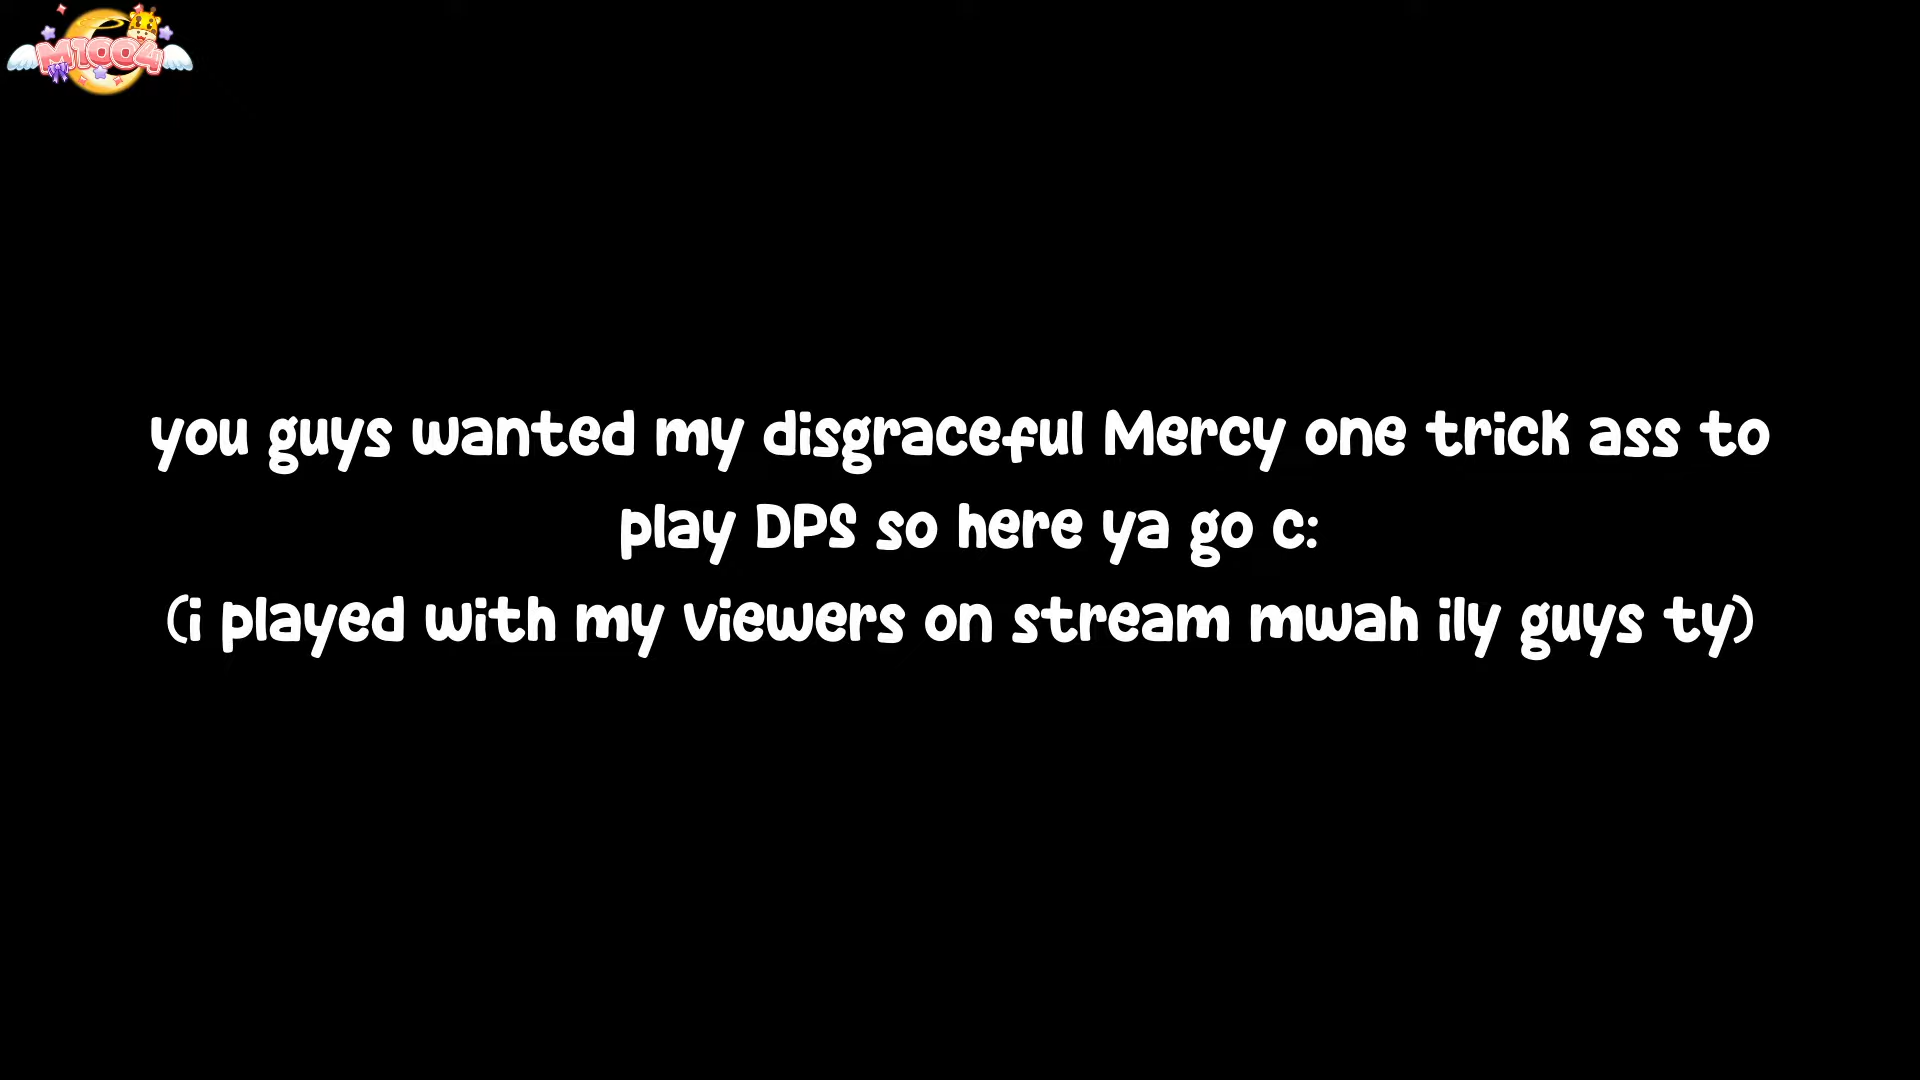 M1004
you guys wanted my disgraceful Mercy one trick ass to
play DPS so here ya go c:
(i played with my viewers on stream mwah ily guys ty)